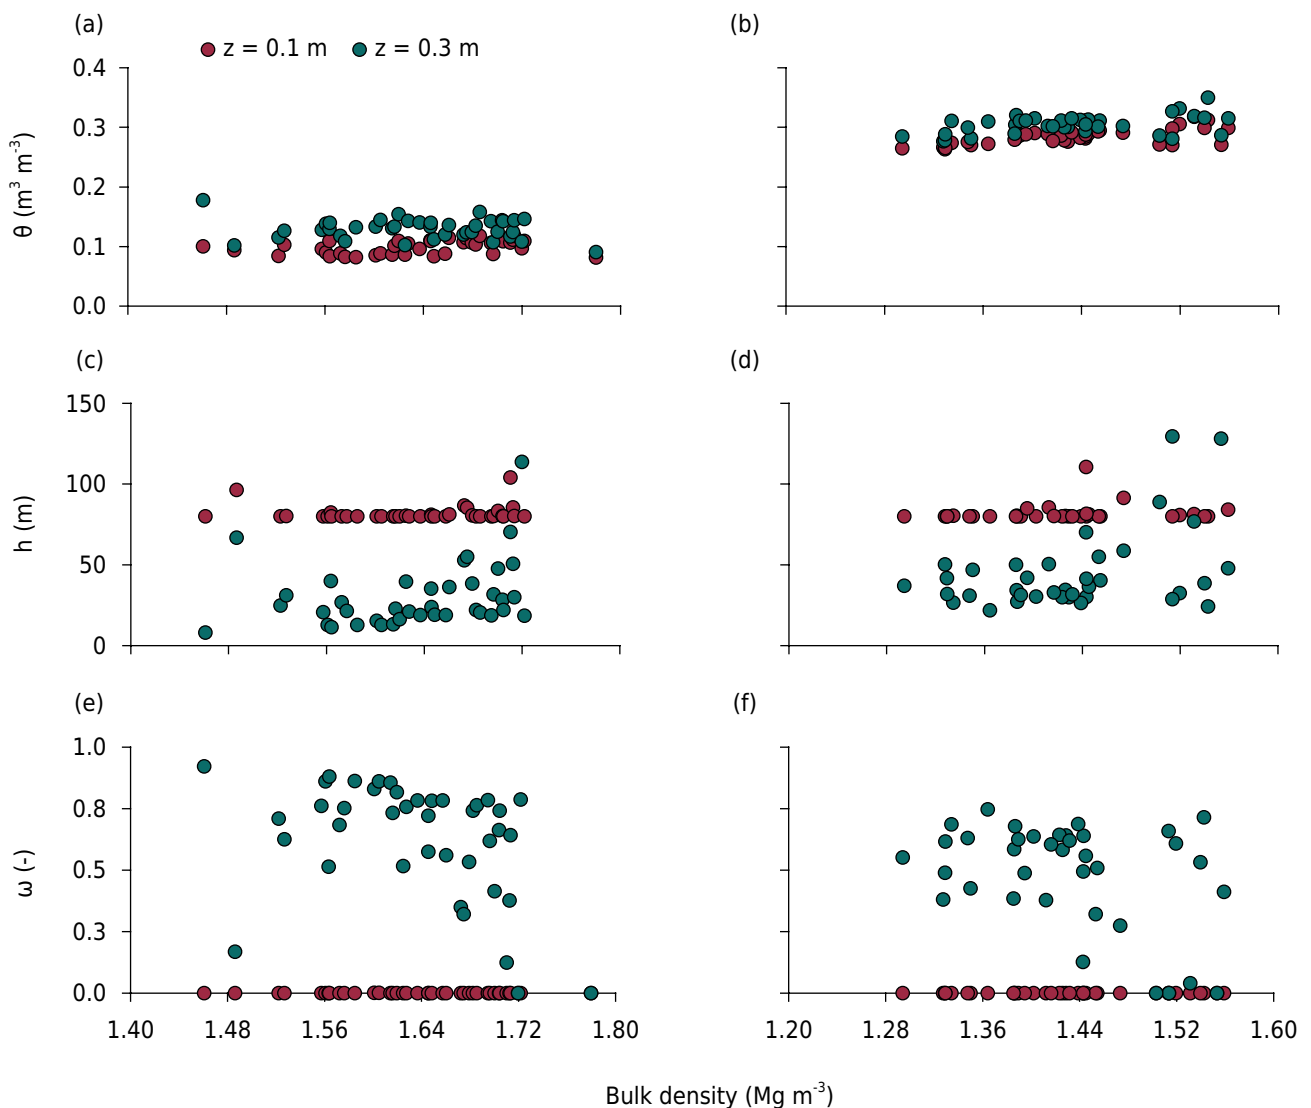 (a)
(b)
z = 0.1 m z = 0.3 m
0.4
0.3
0.2
0.1
0.0
θ (m³ m⁻³)
(c)
(d)
150
100
50
0
h (m)
(e)
(f)
1.0
0.8
0.5
0.3
0.0
ω (-)
1.40 1.48 1.56 1.64 1.72 1.80
1.20 1.28 1.36 1.44 1.52 1.60
Bulk density (Mg m⁻³)